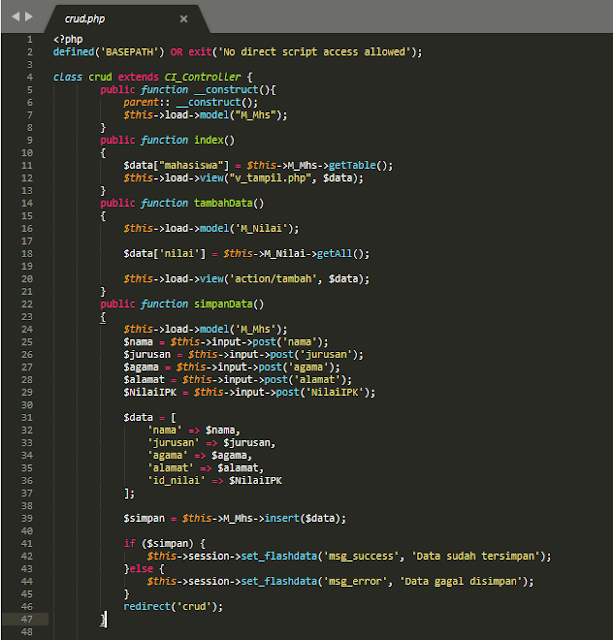 crud.php
1 <?php
2 defined('BASEPATH') OR exit('No direct script access allowed');
3
4 class crud extends CI_Controller {
5 public function __construct(){
6 parent:: __construct();
7 $this->load->model("M_Mhs");
8 }
9 public function index()
10 {
11 $data["mahasiswa"] = $this->M_Mhs->getTable();
12 $this->load->view("v_tampil.php", $data);
13 }
14 public function tambahData()
15 {
16 $this->load->model('M_Nilai');
17
18 $data['nilai'] = $this->M_Nilai->getAll();
19
20 $this->load->view('action/tambah', $data);
21 }
22 public function simpanData()
23 {
24 $this->load->model('M_Mhs');
25 $nama = $this->input->post('nama');
26 $jurusan = $this->input->post('jurusan');
27 $agama = $this->input->post('agama');
28 $alamat = $this->input->post('alamat');
29 $NilaiIPK = $this->input->post('NilaiIPK');
30
31 $data = [
32 'nama' => $nama,
33 'jurusan' => $jurusan,
34 'agama' => $agama,
35 'alamat' => $alamat,
36 'id_nilai' => $NilaiIPK
37 ];
38
39 $simpan = $this->M_Mhs->insert($data);
40
41 if ($simpan) {
42 $this->session->set_flashdata('msg_success', 'Data sudah tersimpan');
43 }else {
44 $this->session->set_flashdata('msg_error', 'Data gagal disimpan');
45 }
46 redirect('crud');
47 }
48